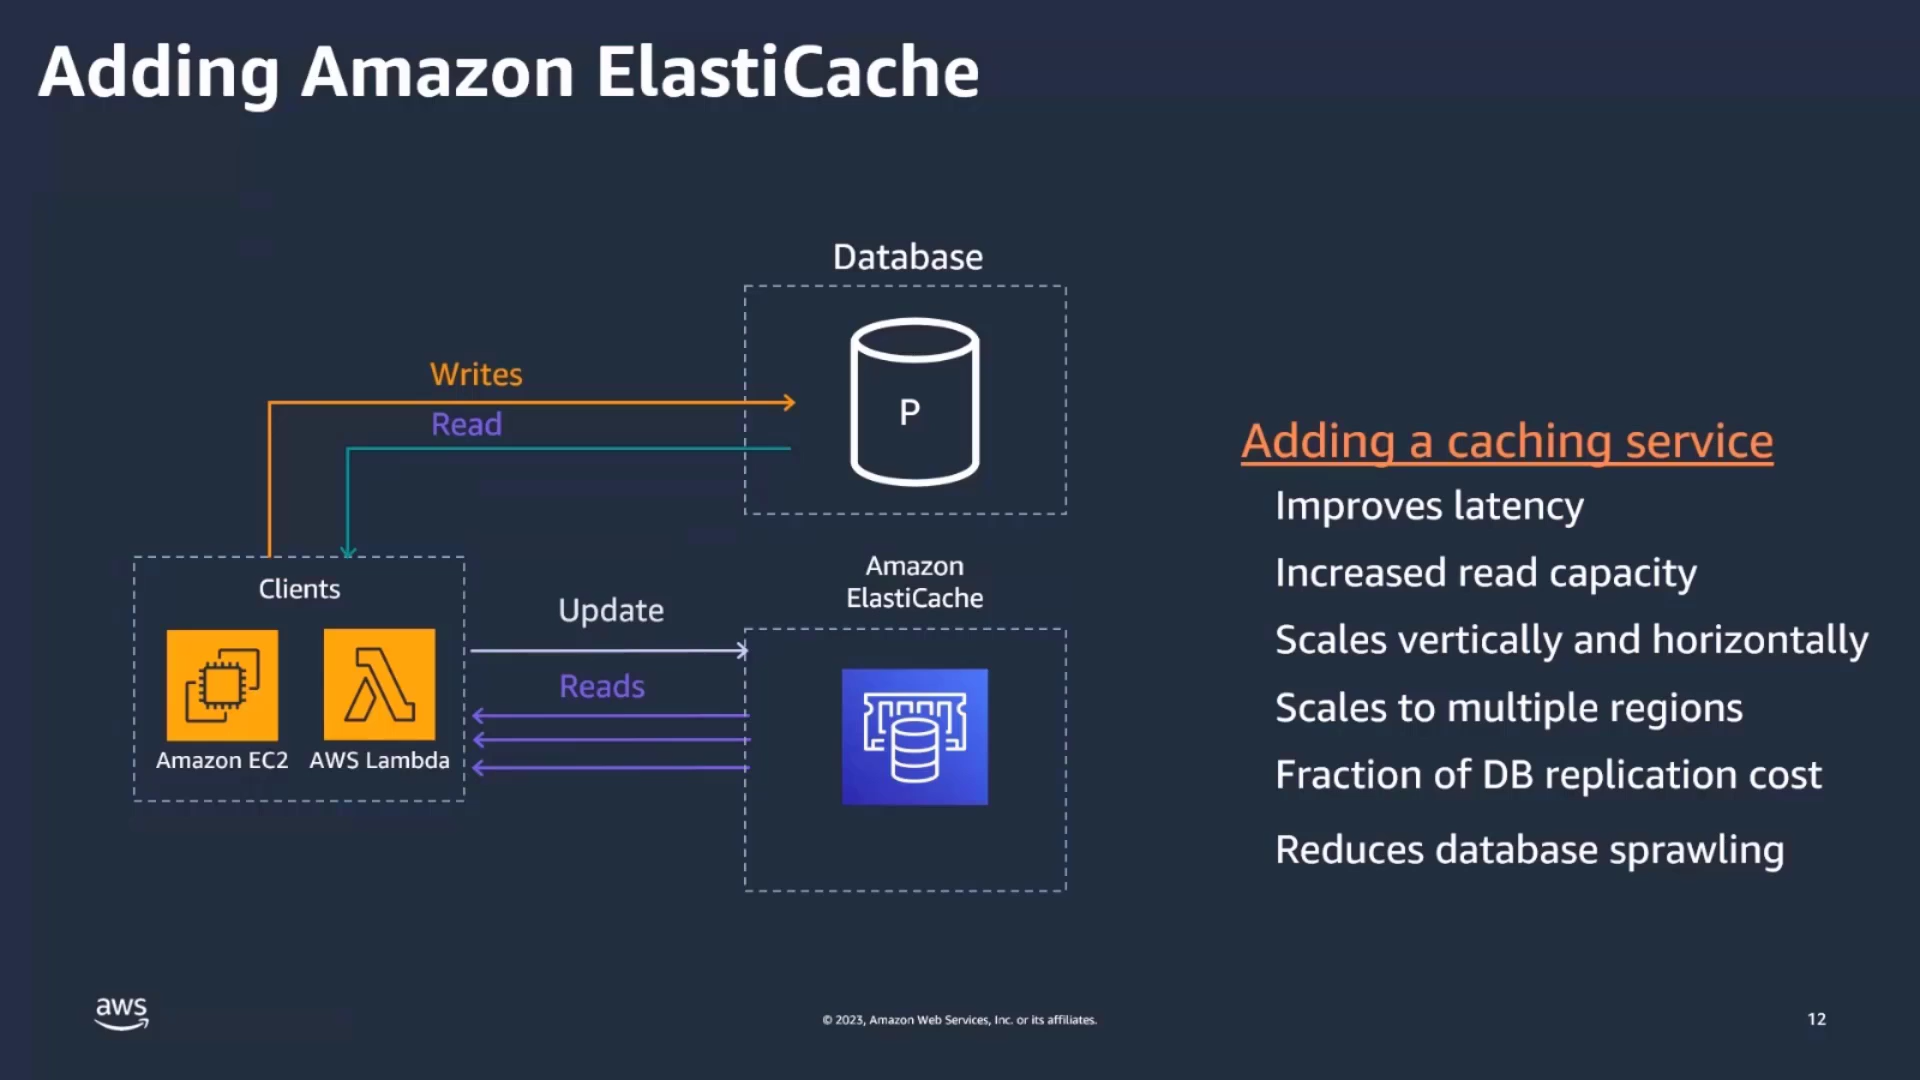 Adding Amazon ElastiCache
Database
P
Writes
Read
Clients
Amazon EC2
AWS Lambda
Update
Reads
Amazon
ElastiCache
Adding a caching service
Improves latency
Increased read capacity
Scales vertically and horizontally
Scales to multiple regions
Fraction of DB replication cost
Reduces database sprawling
aws
© 2023, Amazon Web Services, Inc. or its affiliates.
12